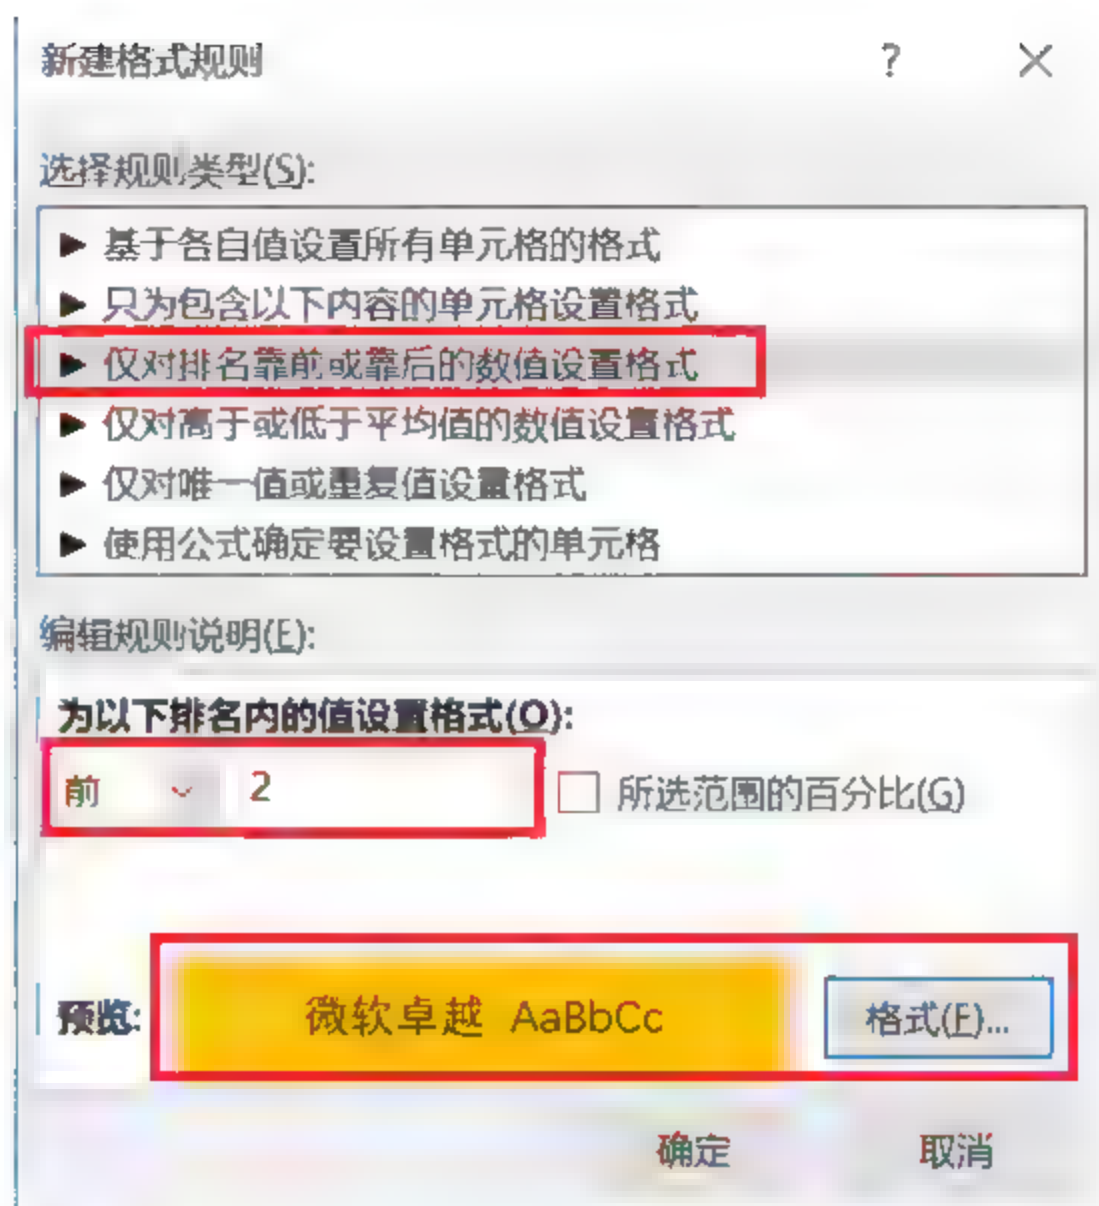 新建格式规则 ? ×
选择规则类型(S):
► 基于各自值设置所有单元格的格式
► 只为包含以下内容的单元格设置格式
► 仅对排名靠前或靠后的数值设置格式
► 仅对高于或低于平均值的数值设置格式
► 仅对唯一值或重复值设置格式
► 使用公式确定要设置格式的单元格
编辑规则说明(E):
为以下排名内的值设置格式(O):
前 2 所选范围的百分比(G)
预览: 微软卓越 AaBbCc 格式(F)...
确定 取消